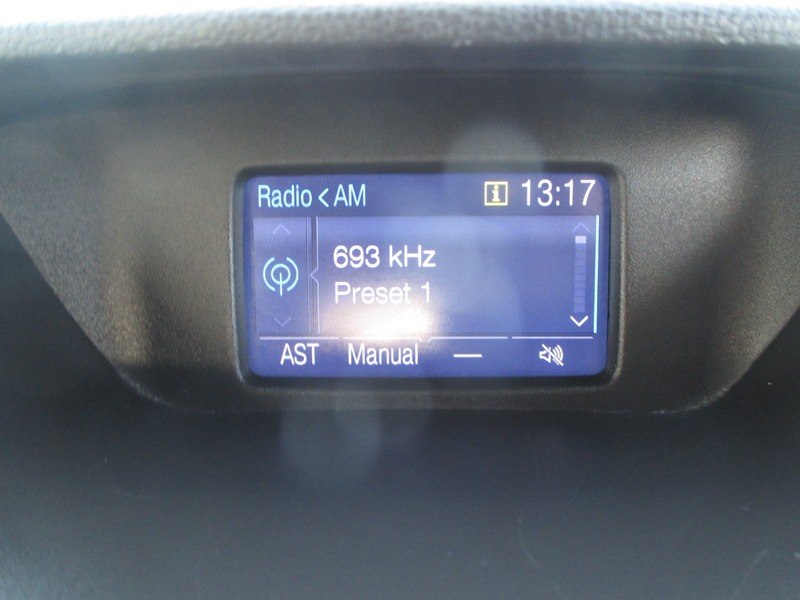 Radio < AM i 13:17
693 kHz
Preset 1
AST Manual —